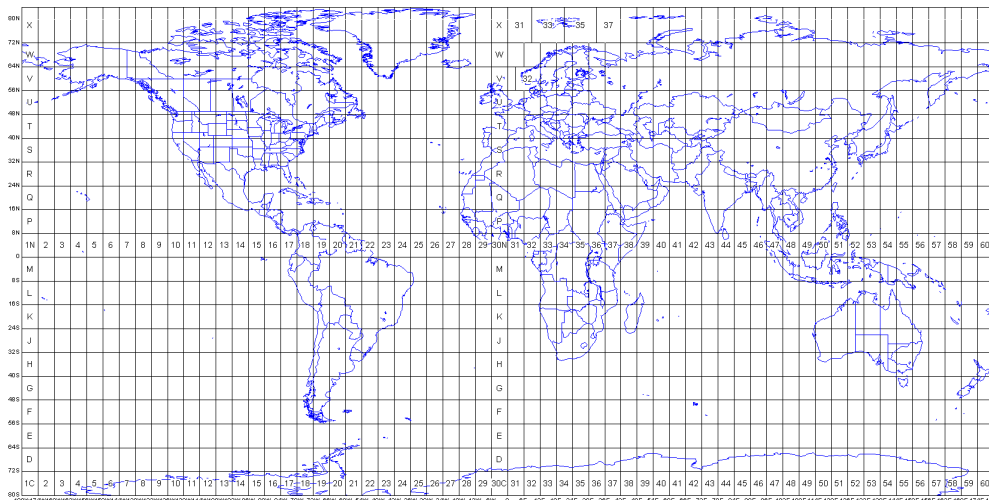 80N X X 31 33 35 37
72N
W W
64N
V V 32
56N
U U
48N
T T
40N
S S
32N
R R
24N
Q Q
16N
P P
8N
1N 2 3 4 5 6 7 8 9 10 11 12 13 14 15 16 17 18 19 20 21 22 23 24 25 26 27 28 29 30N 31 32 33 34 35 36 37 38 39 40 41 42 43 44 45 46 47 48 49 50 51 52 53 54 55 56 57 58 59 60
0
M M
8S
L L
16S
K K
24S
J J
32S
H H
40S
G G
48S
F F
56S
E E
64S
D D
72S
1C 2 3 4 5 6 7 8 9 10 11 12 13 14 15 16 17 18 19 20 21 22 23 24 25 26 27 28 29 30C 31 32 33 34 35 36 37 38 39 40 41 42 43 44 45 46 47 48 49 50 51 52 53 54 55 56 57 58 59 60
80S